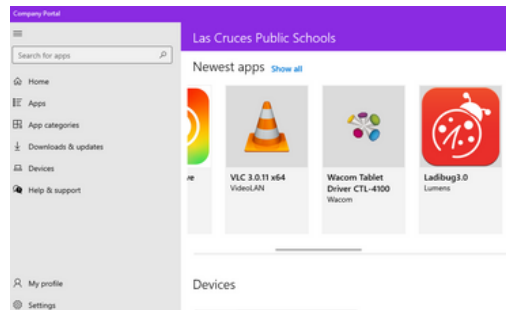 Company Portal
Las Cruces Public Schools
Search for apps
Home
Apps
App categories
Downloads & updates
Devices
Help & support
My profile
Settings
Newest apps Show all
ve
VLC 3.0.11 x64
VideoLAN
Wacom Tablet
Driver CTL-4100
Wacom
Ladibug3.0
Lumens
Devices